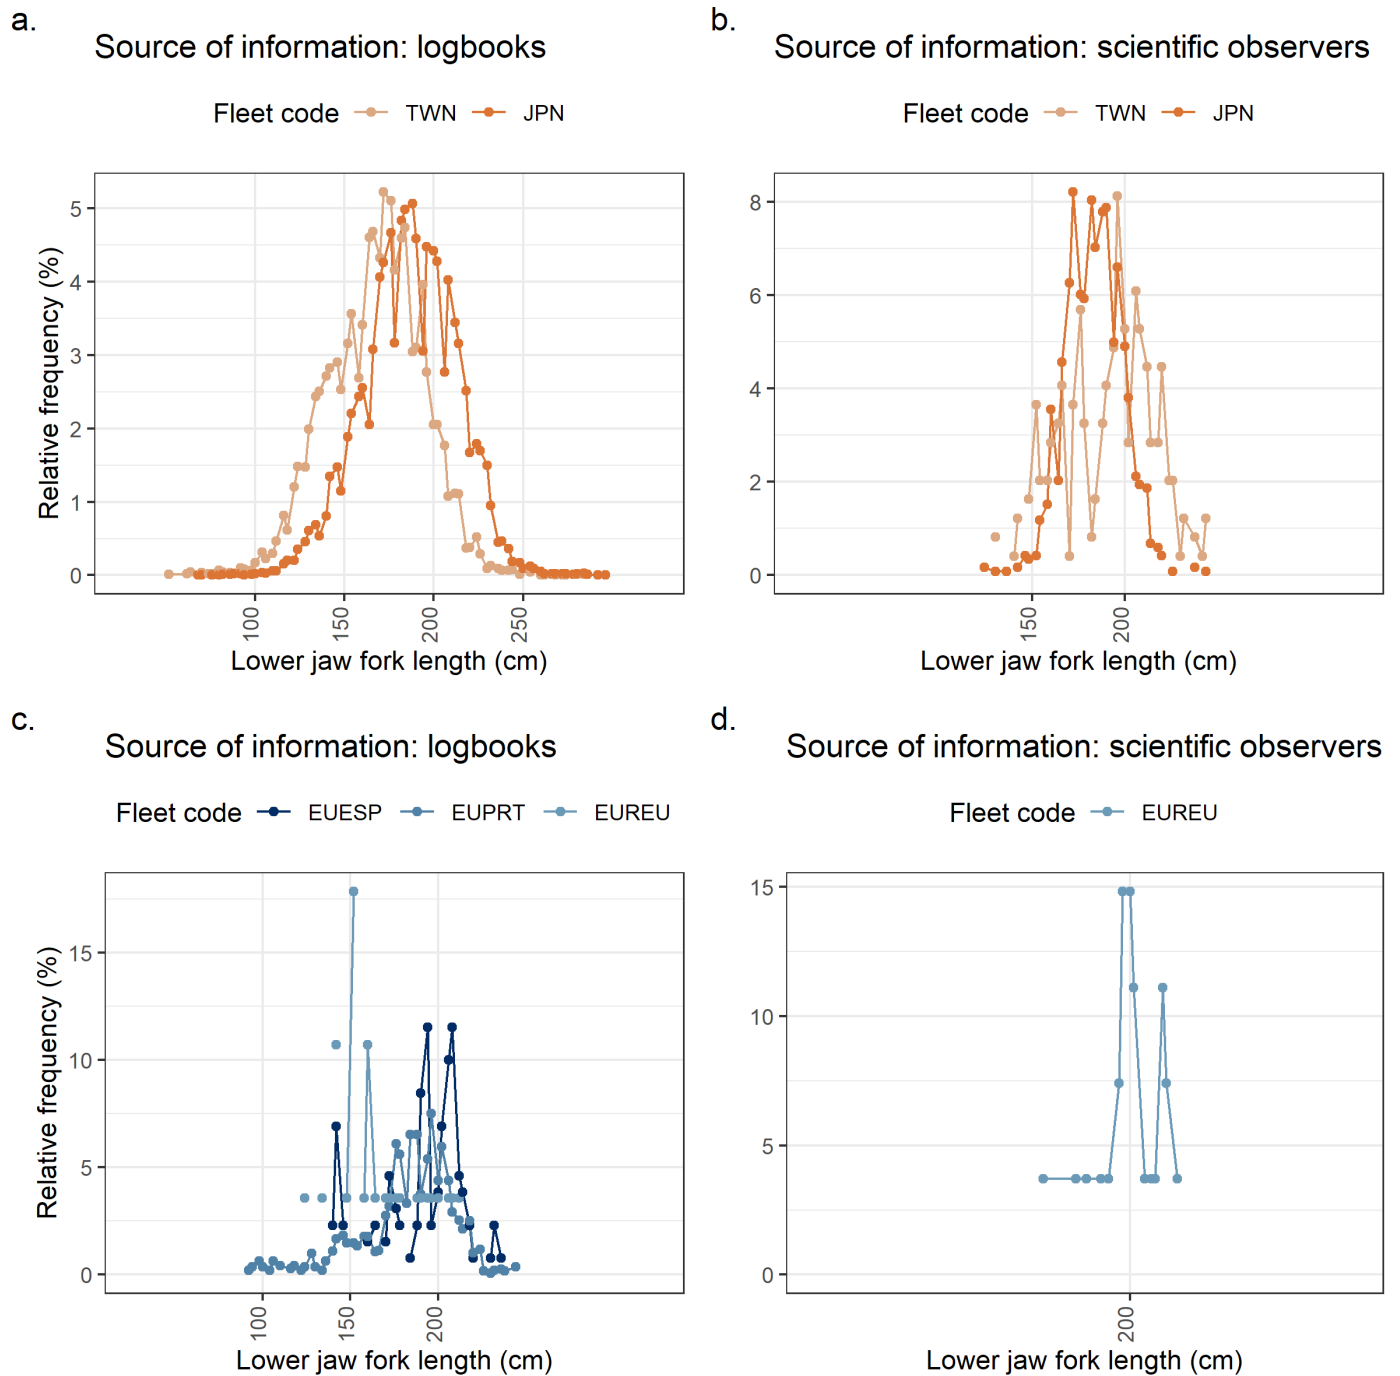 a.
Source of information: logbooks
Fleet code TWN JPN
Relative frequency (%)
5
4
3
2
1
0
100 150 200 250
Lower jaw fork length (cm)
b.
Source of information: scientific observers
Fleet code TWN JPN
8
6
4
2
0
150 200
Lower jaw fork length (cm)
c.
Source of information: logbooks
Fleet code EUESP EUPRT EUREU
Relative frequency (%)
15
10
5
0
100 150 200
Lower jaw fork length (cm)
d.
Source of information: scientific observers
Fleet code EUREU
15
10
5
0
200
Lower jaw fork length (cm)